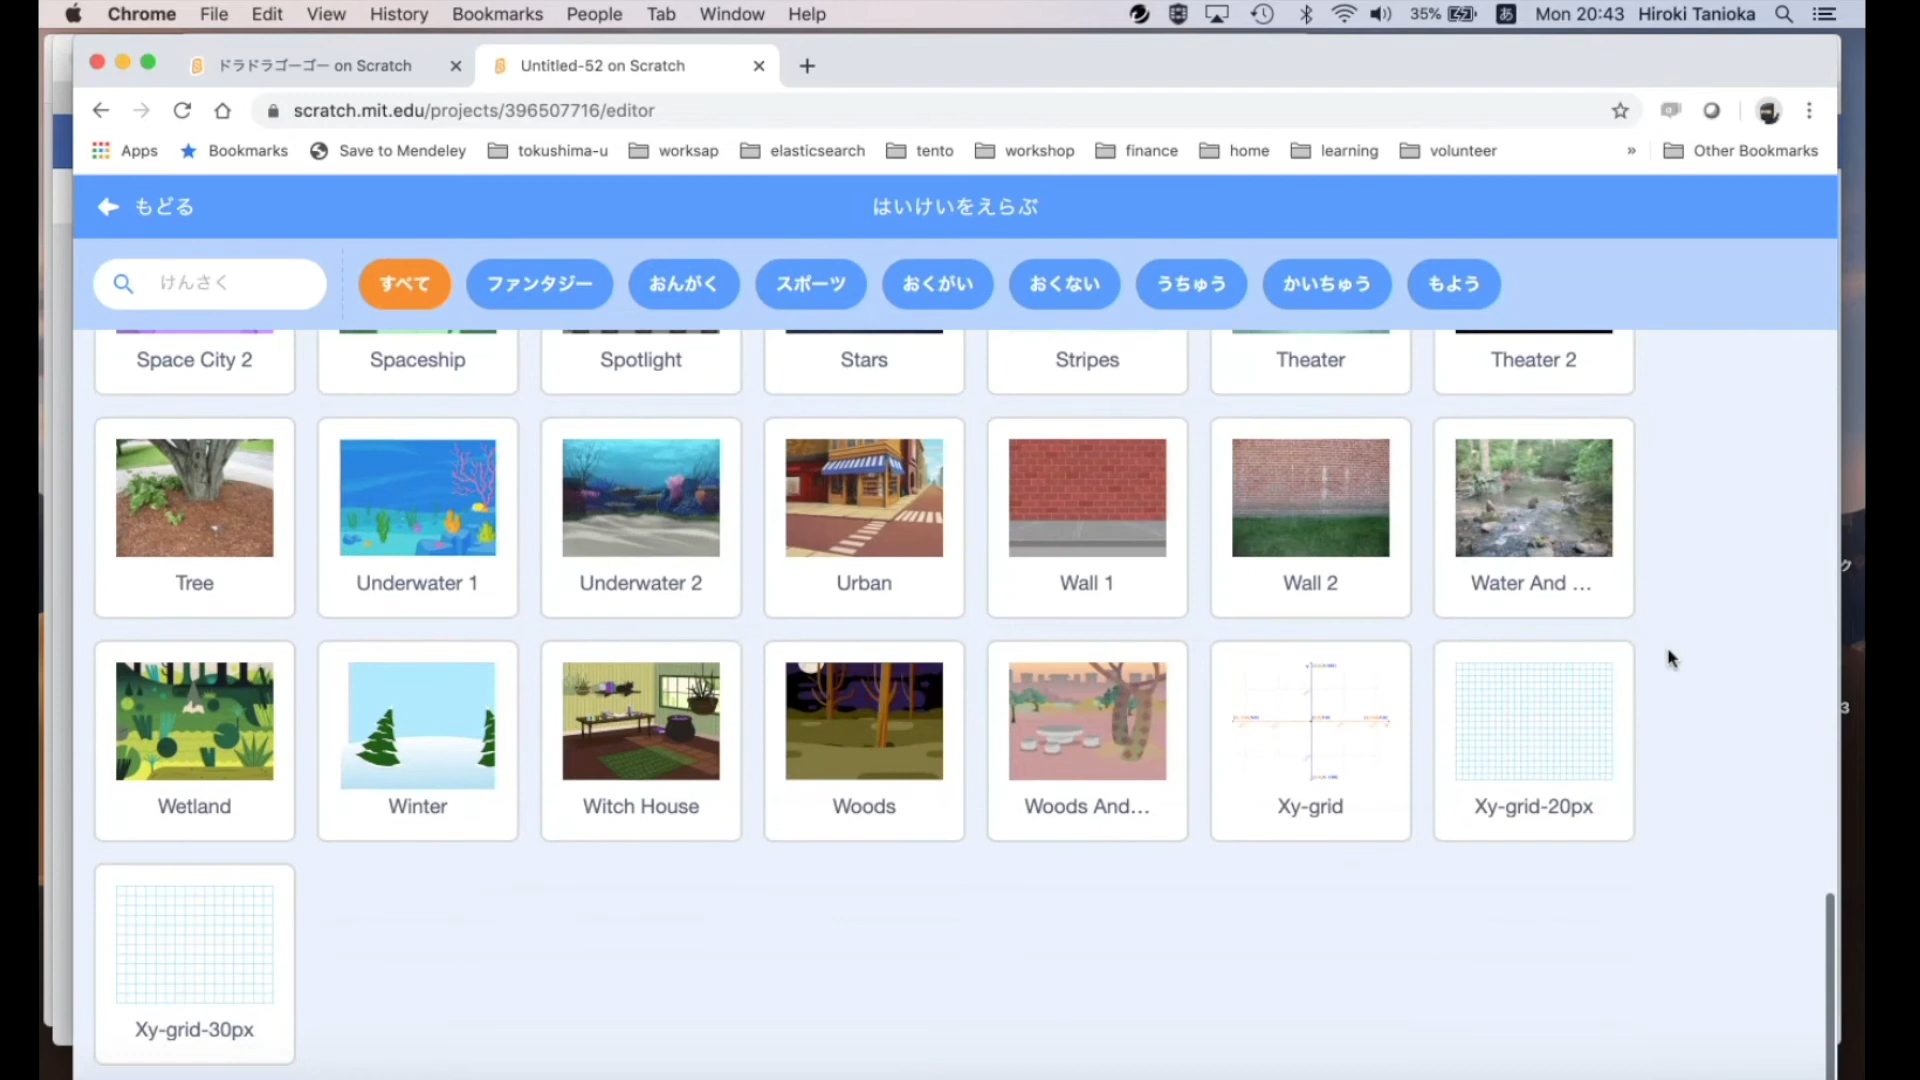 Chrome File Edit View History Bookmarks People Tab Window Help 35% あ Mon 20:43 Hiroki Tanioka
ドラドラゴーゴー on Scratch Untitled-52 on Scratch
scratch.mit.edu/projects/396507716/editor
Apps Bookmarks Save to Mendeley tokushima-u worksap elasticsearch tento workshop finance home learning volunteer » Other Bookmarks
もどる はいけいをえらぶ
けんさく すべて ファンタジー おんがく スポーツ おくがい おくない うちゅう かいちゅう もよう
Space City 2 Spaceship Spotlight Stars Stripes Theater Theater 2
Tree Underwater 1 Underwater 2 Urban Wall 1 Wall 2 Water And ...
Wetland Winter Witch House Woods Woods And... Xy-grid Xy-grid-20px
Xy-grid-30px